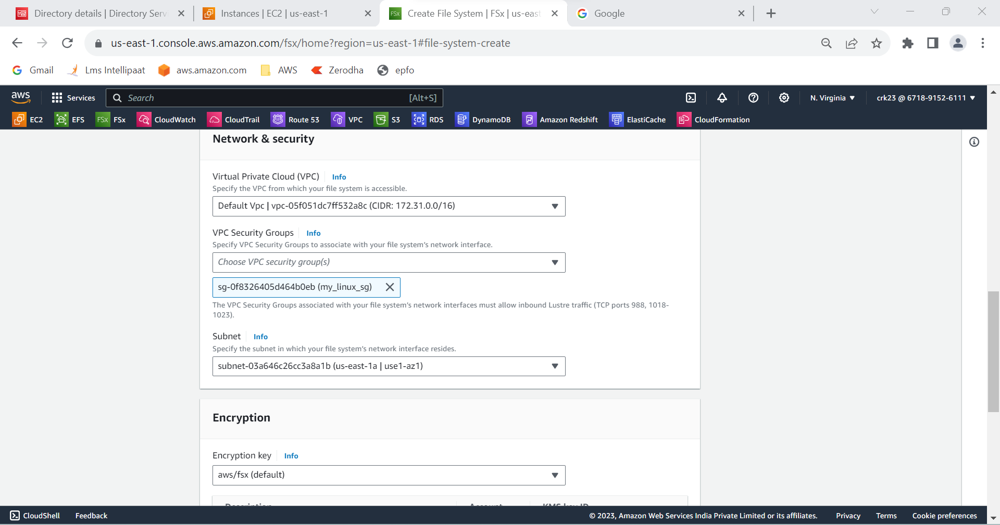 Directory details | Directory Servi
Instances | EC2 | us-east-1
FSx
Create File System | FSx | us-east
Google
us-east-1.console.aws.amazon.com/fsx/home?region=us-east-1#file-system-create
Gmail
Lms Intellipaat
aws.amazon.com
AWS
Zerodha
epfo
aws
Services
Search
[Alt+S]
N. Virginia
crk23 @ 6718-9152-6111
EC2
EFS
FSx
FSx
CloudWatch
CloudTrail
Route 53
VPC
S3
RDS
DynamoDB
Amazon Redshift
ElastiCache
CloudFormation
Network & security
Virtual Private Cloud (VPC)
Info
Specify the VPC from which your file system is accessible.
Default Vpc | vpc-05f051dc7ff532a8c (CIDR: 172.31.0.0/16)
VPC Security Groups
Info
Specify VPC Security Groups to associate with your file system's network interface.
Choose VPC security group(s)
sg-0f8326405d464b0eb (my_linux_sg)
The VPC Security Groups associated with your file system's network interfaces must allow inbound Lustre traffic (TCP ports 988, 1018-
1023).
Subnet
Info
Specify the subnet in which your file system's network interface resides.
subnet-03a646c26cc3a8a1b (us-east-1a | use1-az1)
Encryption
Encryption key
Info
aws/fsx (default)
Description
Account
KMS key ID
CloudShell
Feedback
© 2023, Amazon Web Services India Private Limited or its affiliates.
Privacy
Terms
Cookie preferences